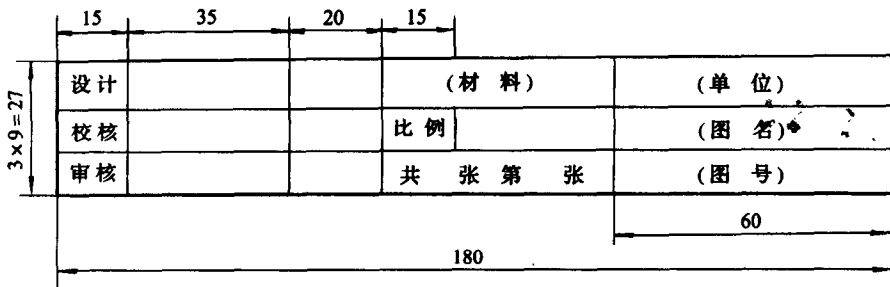 15 35 20 15
3×9=27
设计 (材 料) (单 位)
校核 比例 (图 名)
审核 共 张 第 张 (图 号)
60
180